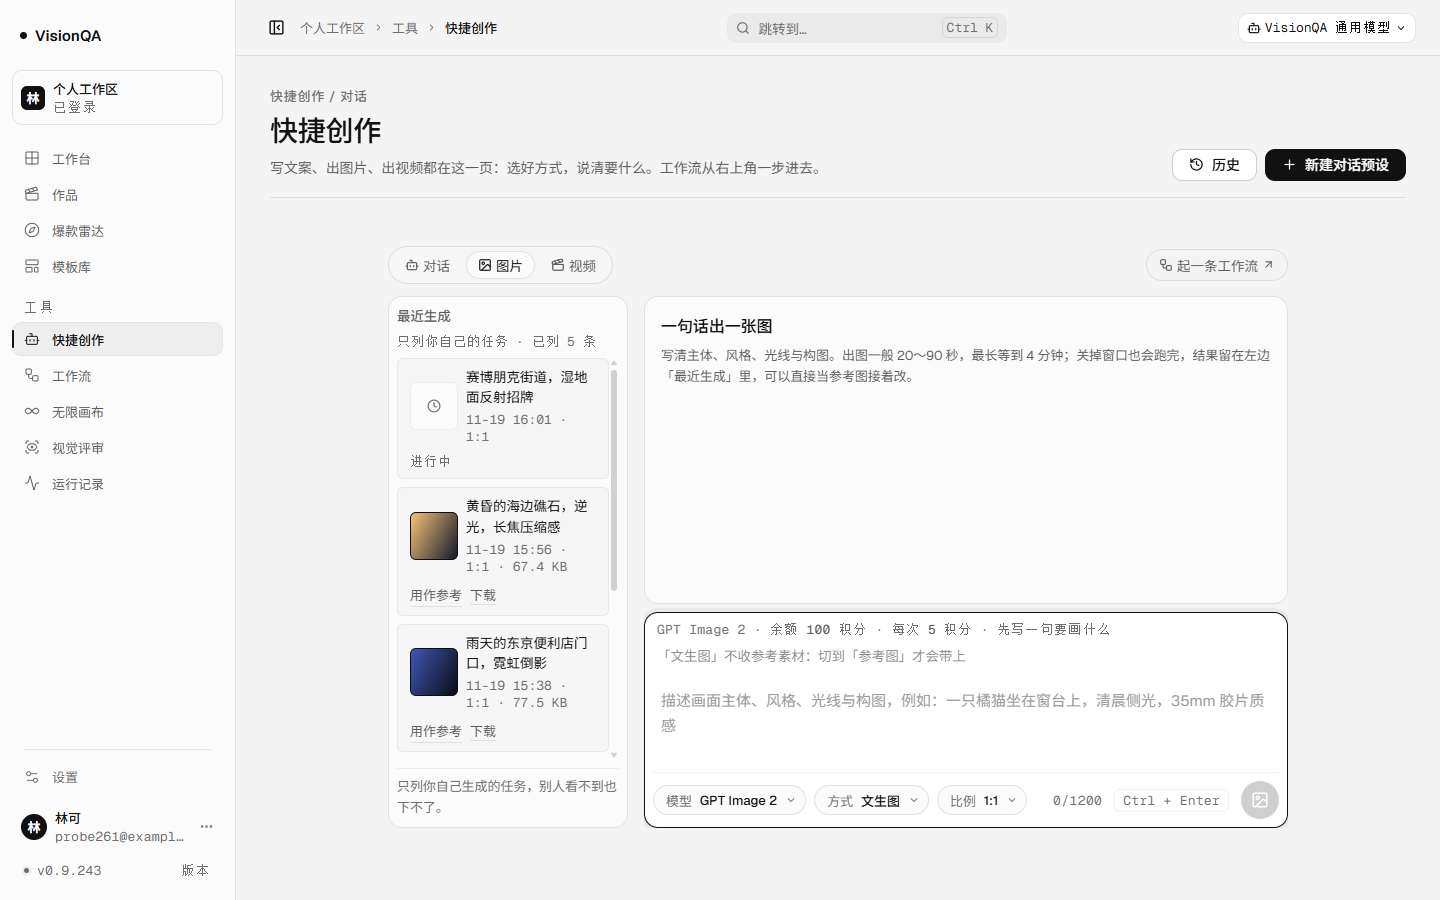 VisionQA
林
个人工作区
已登录
工作台
作品
爆款雷达
模板库
工具
快捷创作
工作流
无限画布
视觉评审
运行记录
设置
林
林可
probe261@exampl…
v0.9.243
版本
个人工作区 › 工具 › 快捷创作
跳转到…
Ctrl K
VisionQA 通用模型
快捷创作 / 对话
快捷创作
写文案、出图片、出视频都在这一页：选好方式，说清要什么。工作流从右上角一步进去。
历史
新建对话预设
对话
图片
视频
起一条工作流
最近生成
只列你自己的任务 · 已列 5 条
赛博朋克街道，湿地
面反射招牌
11-19 16:01 ·
1:1
进行中
黄昏的海边礁石，逆
光，长焦压缩感
11-19 15:56 ·
1:1 · 67.4 KB
用作参考 下载
雨天的东京便利店门
口，霓虹倒影
11-19 15:38 ·
1:1 · 77.5 KB
用作参考 下载
只列你自己生成的任务，别人看不到也
下不了。
一句话出一张图
写清主体、风格、光线与构图。出图一般 20～90 秒，最长等到 4 分钟；关掉窗口也会跑完，结果留在左边
「最近生成」里，可以直接当参考图接着改。
GPT Image 2 · 余额 100 积分 · 每次 5 积分 · 先写一句要画什么
「文生图」不收参考素材：切到「参考图」才会带上
描述画面主体、风格、光线与构图，例如：一只橘猫坐在窗台上，清晨侧光，35mm 胶片质
感
模型 GPT Image 2
方式 文生图
比例 1:1
0/1200
Ctrl + Enter